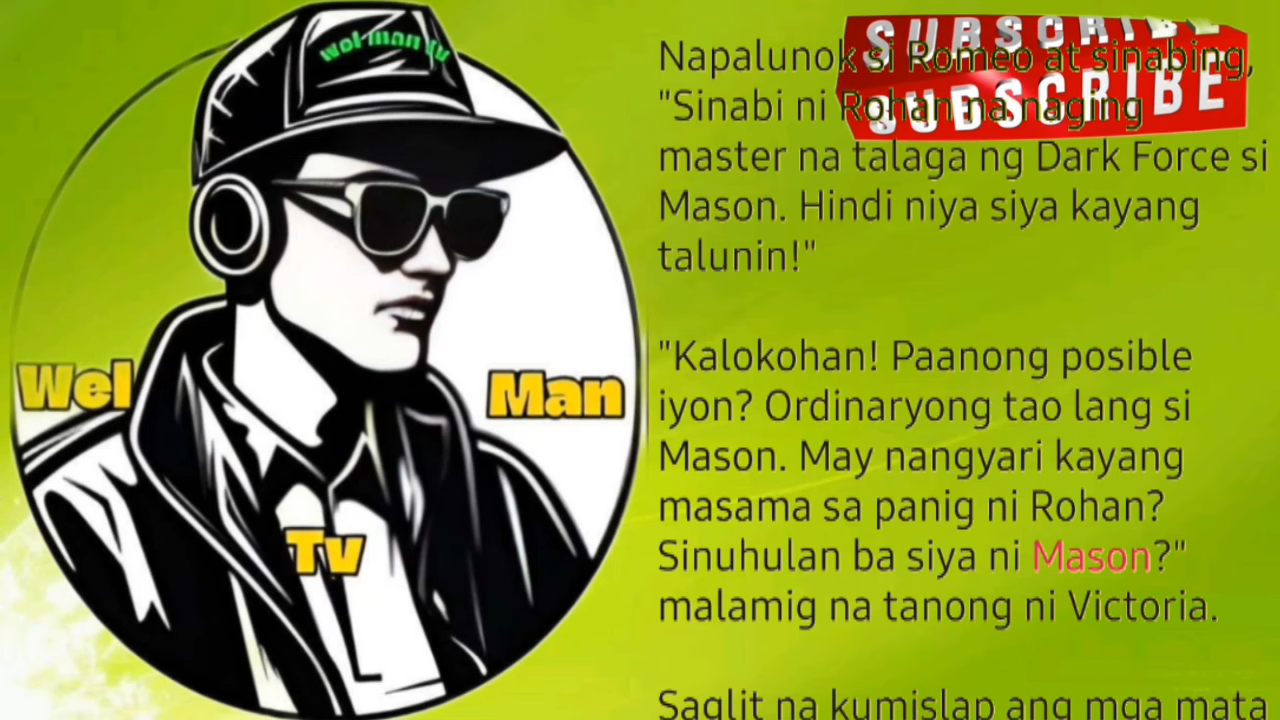 wel man tv
Wel
Man
Tv
SUBSCRIBE
SUBSCRIBE
Napalunok si Romeo at sinabing,
"Sinabi ni Rohan na naging
master na talaga ng Dark Force si
Mason. Hindi niya siya kayang
talunin!"
"Kalokohan! Paanong posible
iyon? Ordinaryong tao lang si
Mason. May nangyari kayang
masama sa panig ni Rohan?
Sinuhulan ba siya ni Mason?"
malamig na tanong ni Victoria.
Saglit na kumislap ang mga mata